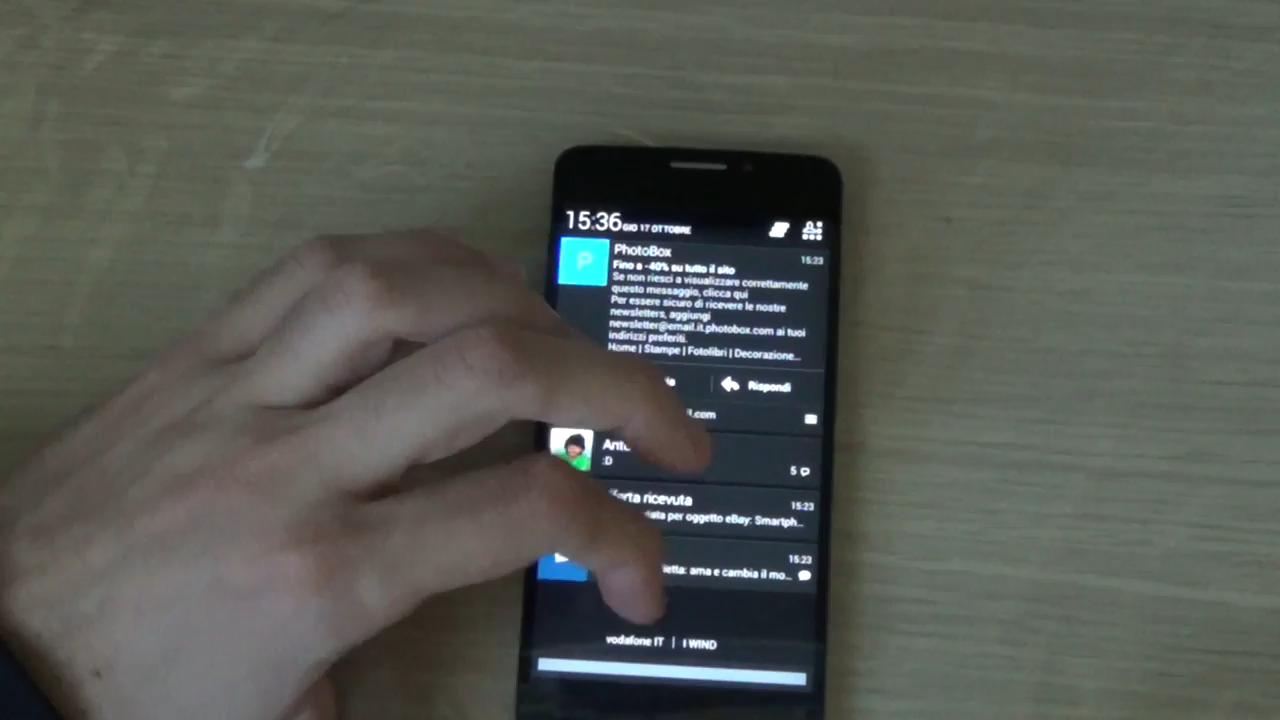 15:36 GIO 17 OTTOBRE
P
PhotoBox 15:23
Fino a -40% su tutto il sito
Se non riesci a visualizzare correttamente
questo messaggio, clicca qui
Per essere sicuro di ricevere le nostre
newsletters, aggiungi
newsletter@email.it.photobox.com ai tuoi
indirizzi preferiti.
Home | Stampe | Fotolibri | Decorazione...
Rispondi
.com
:D 5
ricevuta 15:23
per oggetto eBay: Smartph...
15:23
ama e cambia il mo...
vodafone IT | I WIND